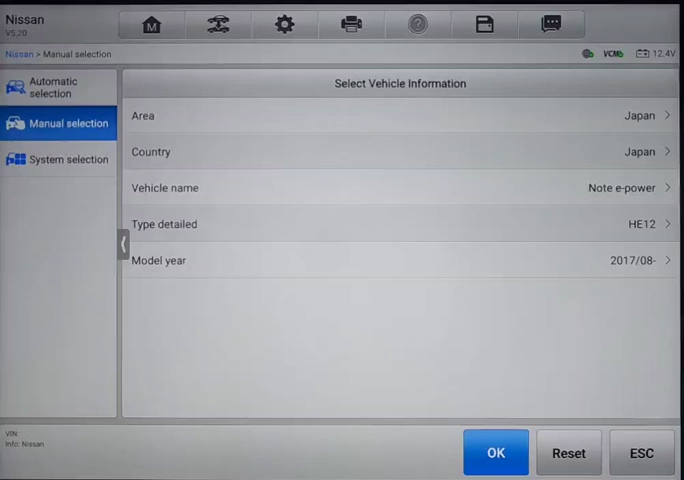 Nissan
V5.20
M
Nissan > Manual selection
VCMI
12.4V
Automatic
selection
Manual selection
System selection
Select Vehicle Information
Area
Japan
Country
Japan
Vehicle name
Note e-power
Type detailed
HE12
Model year
2017/08-
VIN
Info: Nissan
OK
Reset
ESC